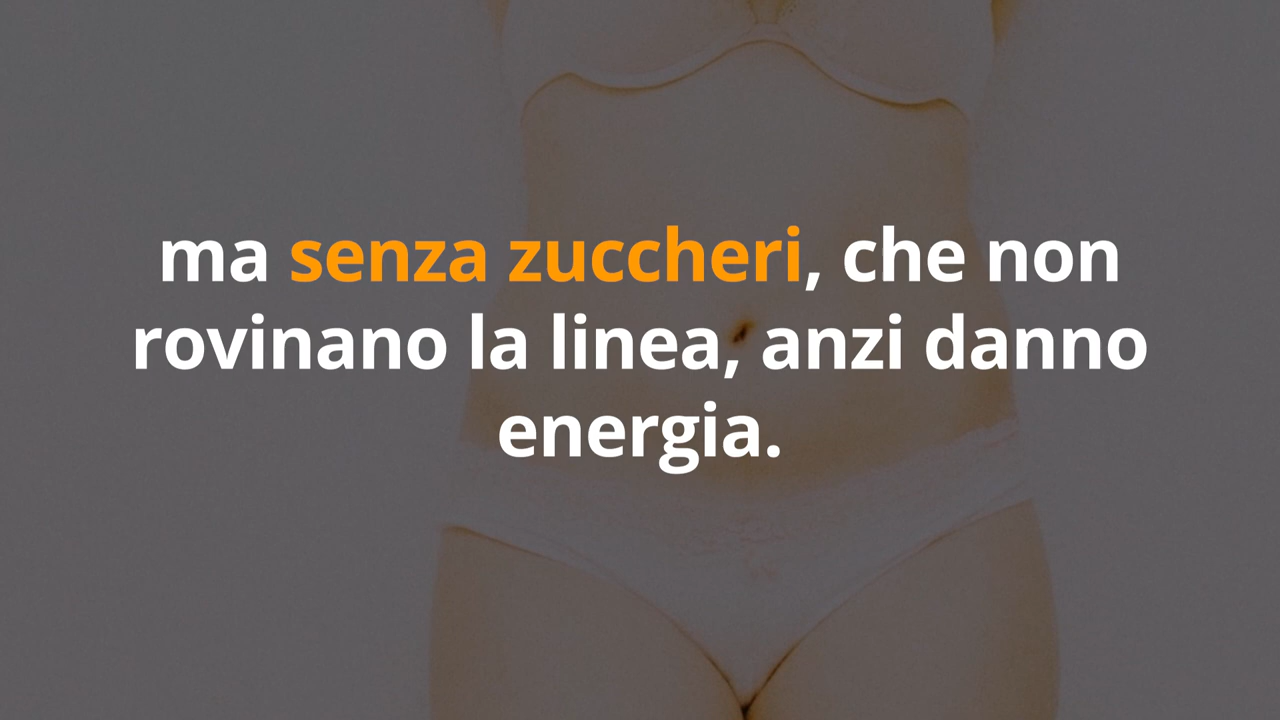 ma senza zuccheri, che non
rovinano la linea, anzi danno
energia.